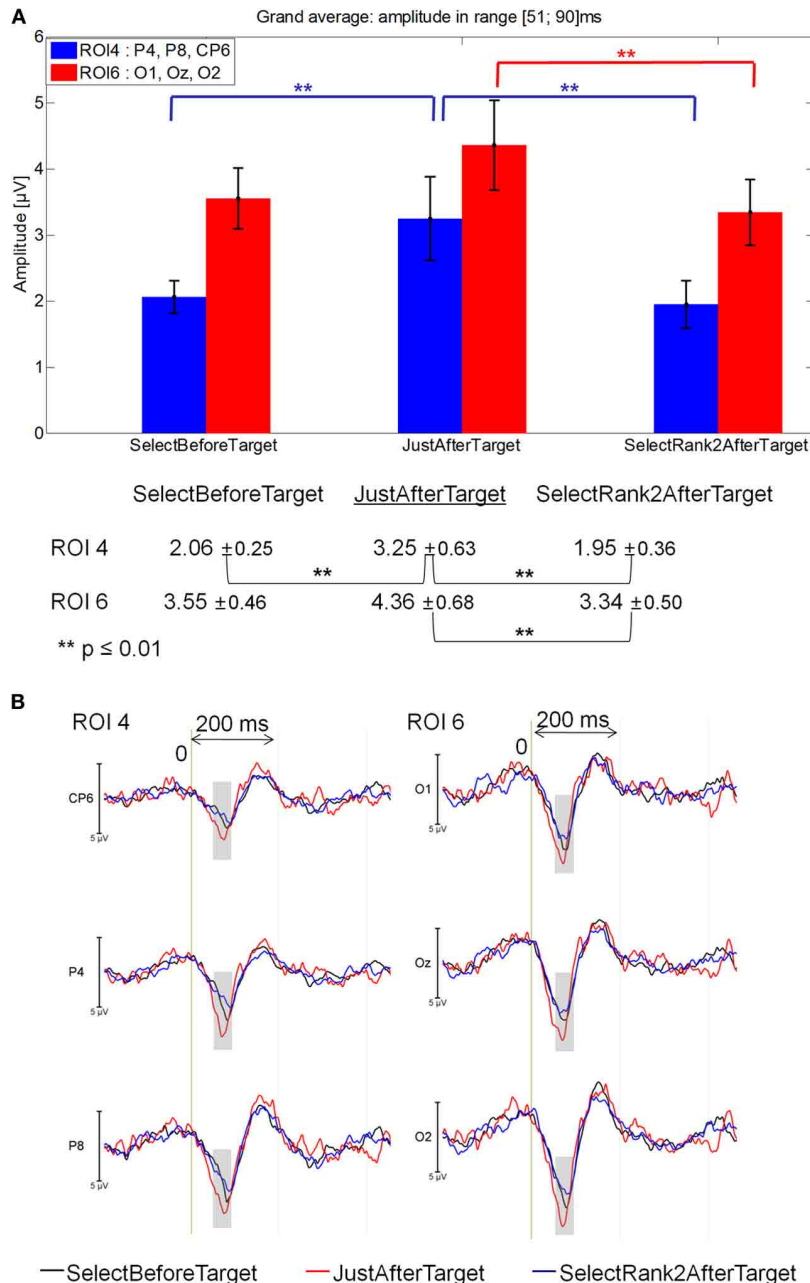 A
Grand average: amplitude in range [51; 90]ms
6
5
4
3
2
1
0
Amplitude [µV]
ROI4 : P4, P8, CP6
ROI6 : O1, Oz, O2
**
**
**
SelectBeforeTarget
JustAfterTarget
SelectRank2AfterTarget
SelectBeforeTarget JustAfterTarget SelectRank2AfterTarget
ROI 4 2.06 ±0.25 3.25 ±0.63 1.95 ±0.36
** **
ROI 6 3.55 ±0.46 4.36 ±0.68 3.34 ±0.50
**
** p ≤ 0.01
B
ROI 4
200 ms
0
CP6
5 µV
P4
5 µV
P8
5 µV
ROI 6
200 ms
0
O1
5 µV
Oz
5 µV
O2
5 µV
SelectBeforeTarget JustAfterTarget SelectRank2AfterTarget